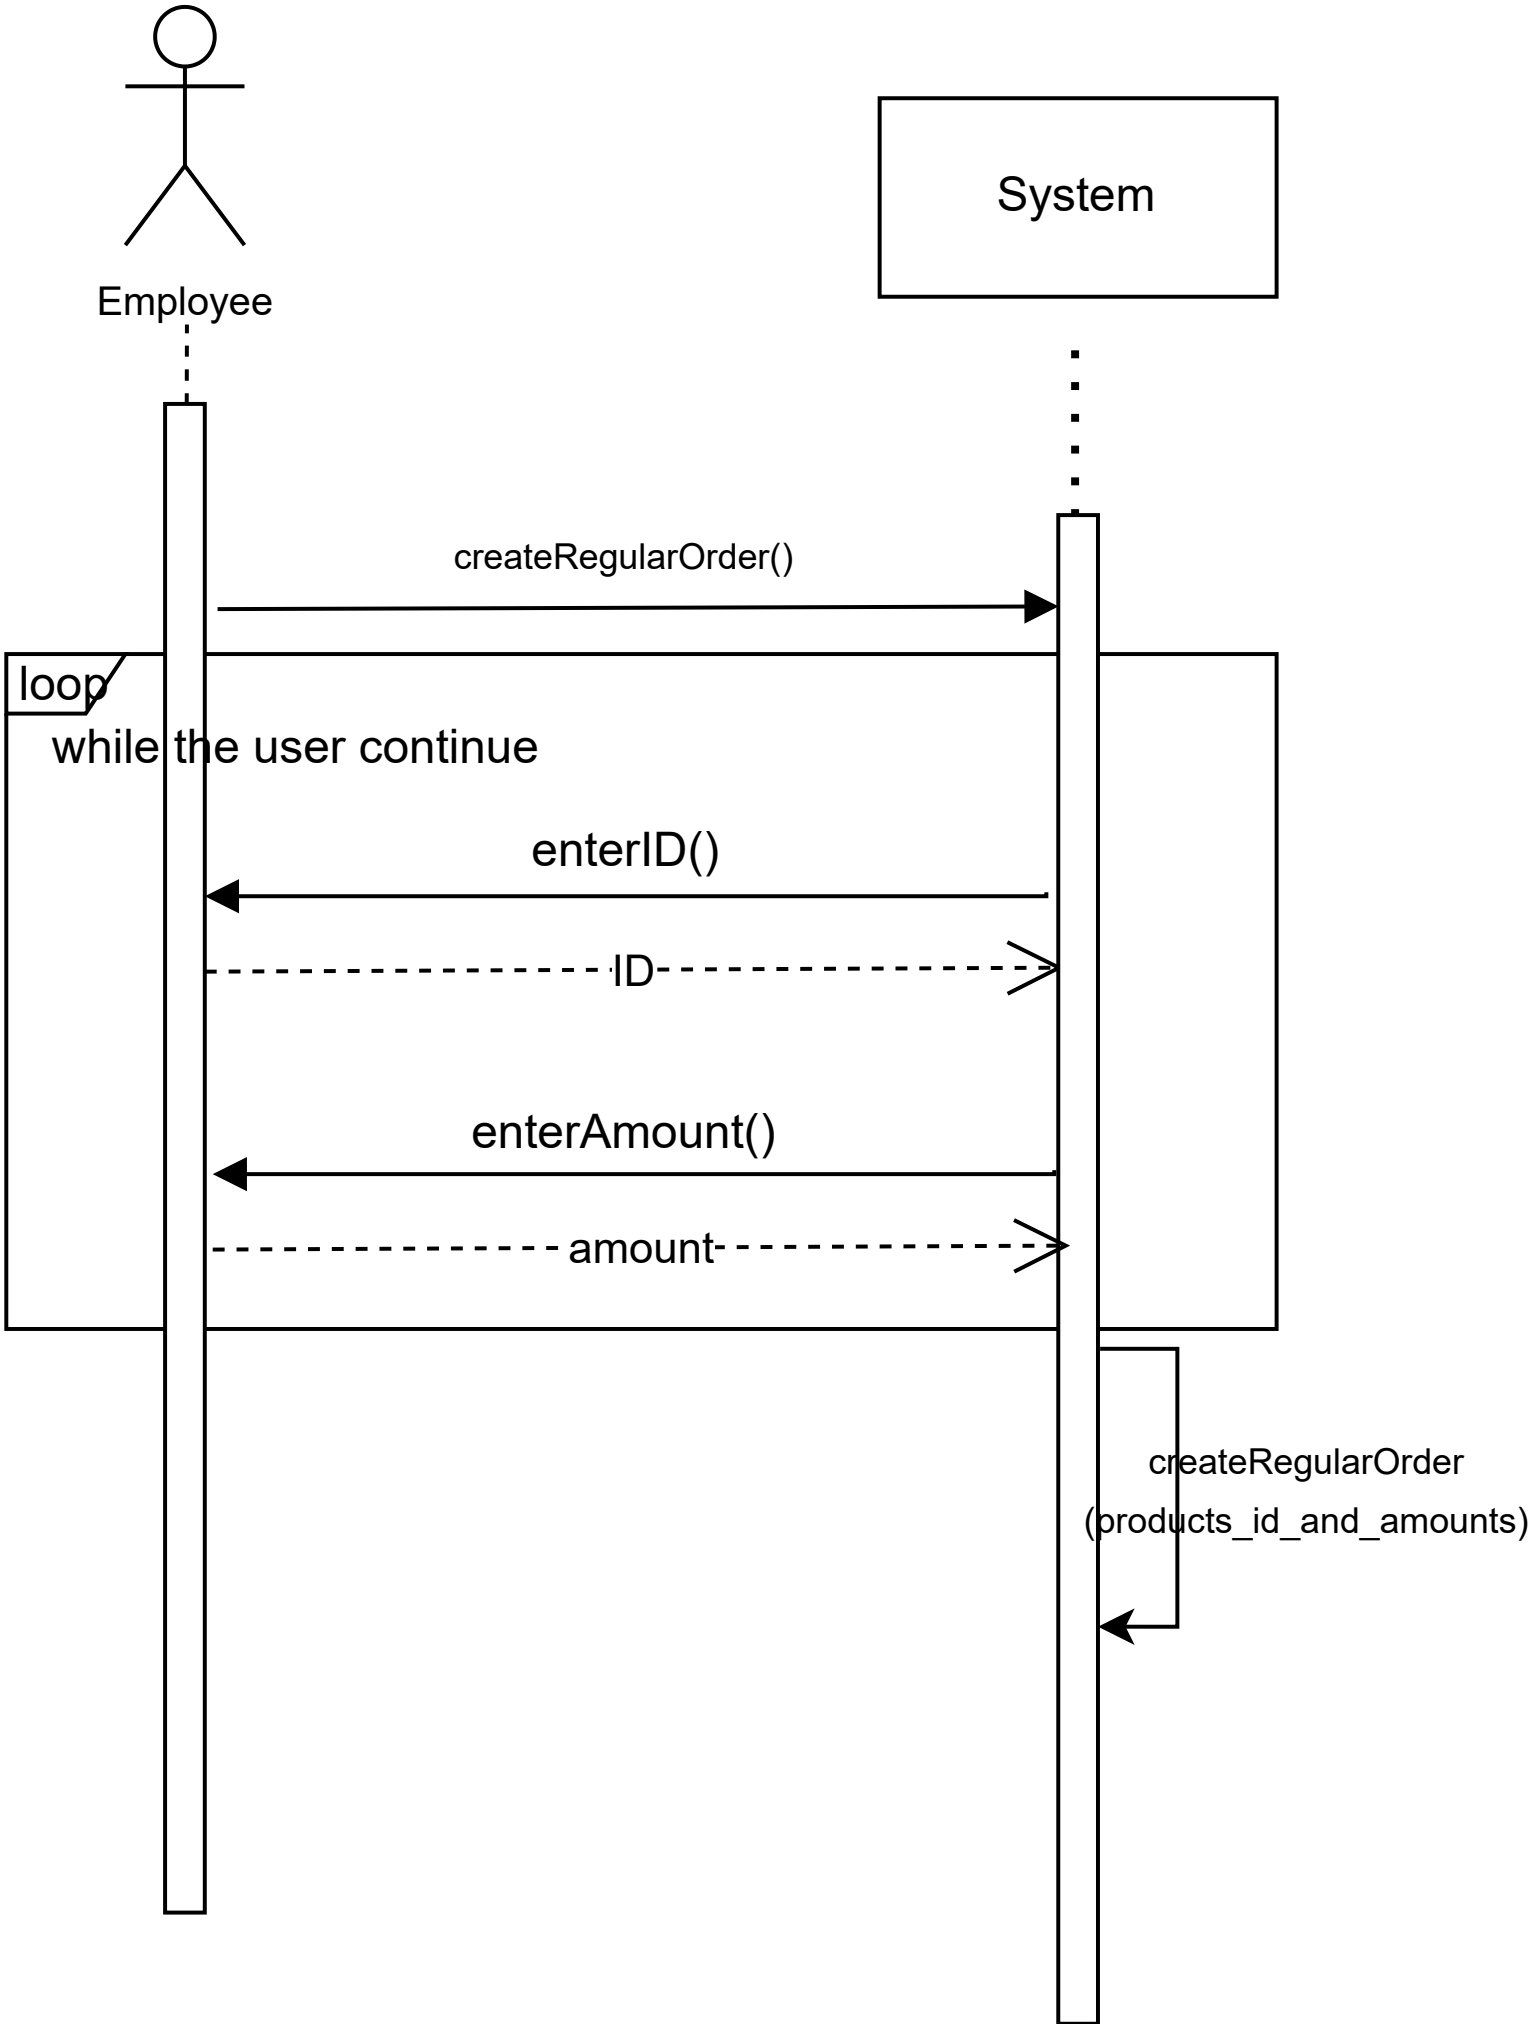 System
Employee
createRegularOrder()
loop
while the user continue
enterID()
ID
enterAmount()
amount
createRegularOrder
(products_id_and_amounts)